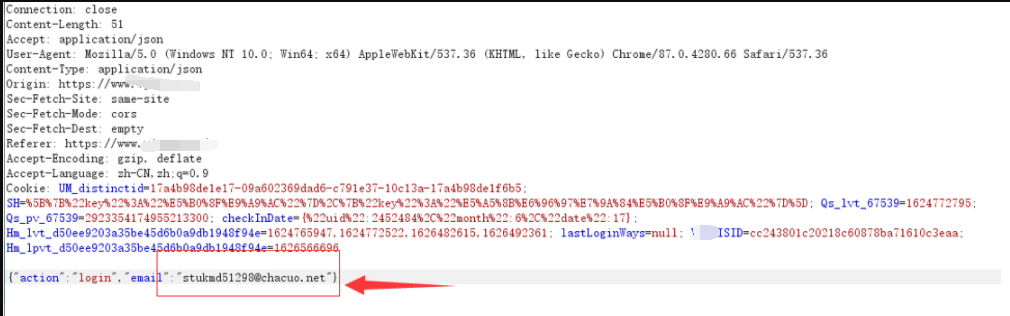 Connection: close
Content-Length: 51
Accept: application/json
User-Agent: Mozilla/5.0 (Windows NT 10.0; Win64; x64) AppleWebKit/537.36 (KHTML, like Gecko) Chrome/87.0.4280.66 Safari/537.36
Content-Type: application/json
Origin: https://www.
Sec-Fetch-Site: same-site
Sec-Fetch-Mode: cors
Sec-Fetch-Dest: empty
Referer: https://www.
Accept-Encoding: gzip, deflate
Accept-Language: zh-CN,zh;q=0.9
Cookie: UM_distinctid=17a4b98de1e17-09a602369dad6-c791e37-10c13a-17a4b98de1f6b5;
SH=%5B%7B%22key%22%3A%22%E5%B0%8F%E9%A9%AC%22%7D%2C%7B%22key%22%3A%22%E5%A5%8B%E6%96%97%E7%9A%84%E5%B0%8F%E9%A9%AC%22%7D%5D; Qs_lvt_67539=1624772795;
Qs_pv_67539=2923354174955213300; checkInDate={%22uid%22:2452484%2C%22month%22:6%2C%22date%22:17};
Hm_lvt_d50ee9203a35be45d6b0a9db1948f94e=1624765947,1624772522,1626482615,1626492361; lastLoginWays=null; ISID=cc243801c20218c60878ba71610c3eaa;
Hm_lpvt_d50ee9203a35be45d6b0a9db1948f94e=1626566696
{"action":"login","email":"stukmd51298@chacuo.net"}